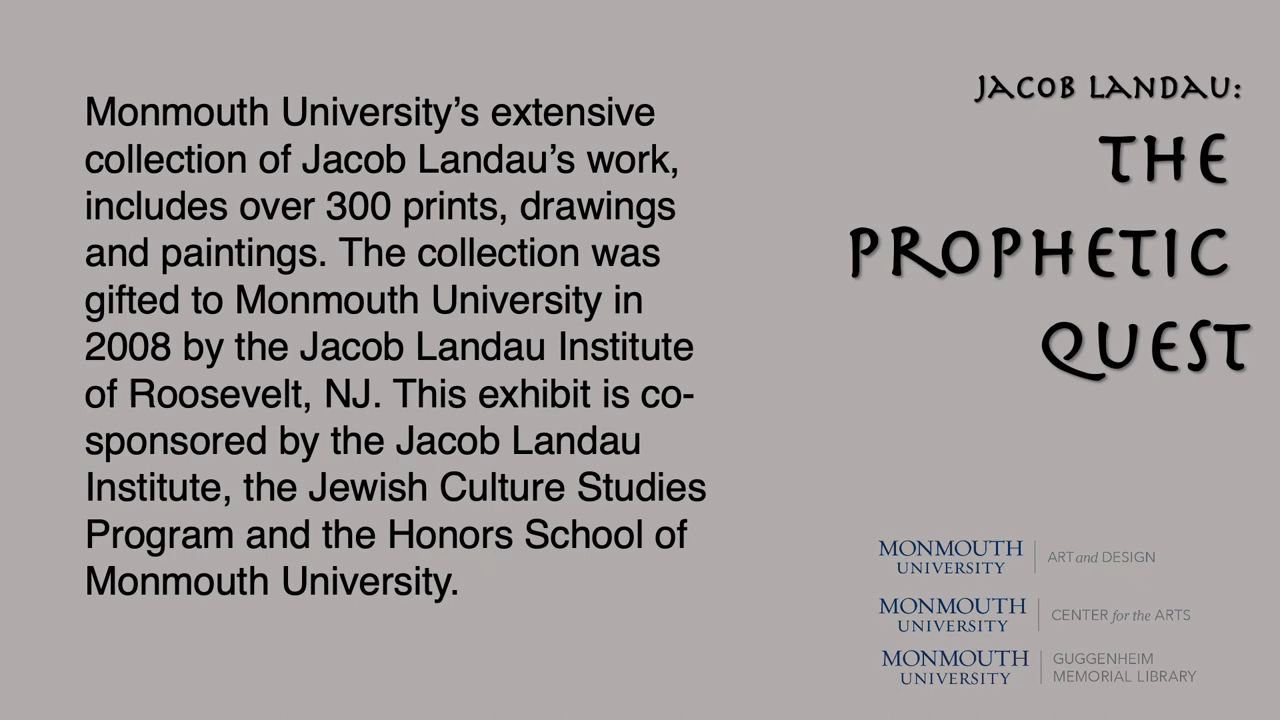 Monmouth University’s extensive
collection of Jacob Landau’s work,
includes over 300 prints, drawings
and paintings. The collection was
gifted to Monmouth University in
2008 by the Jacob Landau Institute
of Roosevelt, NJ. This exhibit is co-
sponsored by the Jacob Landau
Institute, the Jewish Culture Studies
Program and the Honors School of
Monmouth University.
JACOB LANDAU:
THE
PROPHETIC
QUEST
MONMOUTH
UNIVERSITY
ART and DESIGN
MONMOUTH
UNIVERSITY
CENTER for the ARTS
MONMOUTH
UNIVERSITY
GUGGENHEIM
MEMORIAL LIBRARY